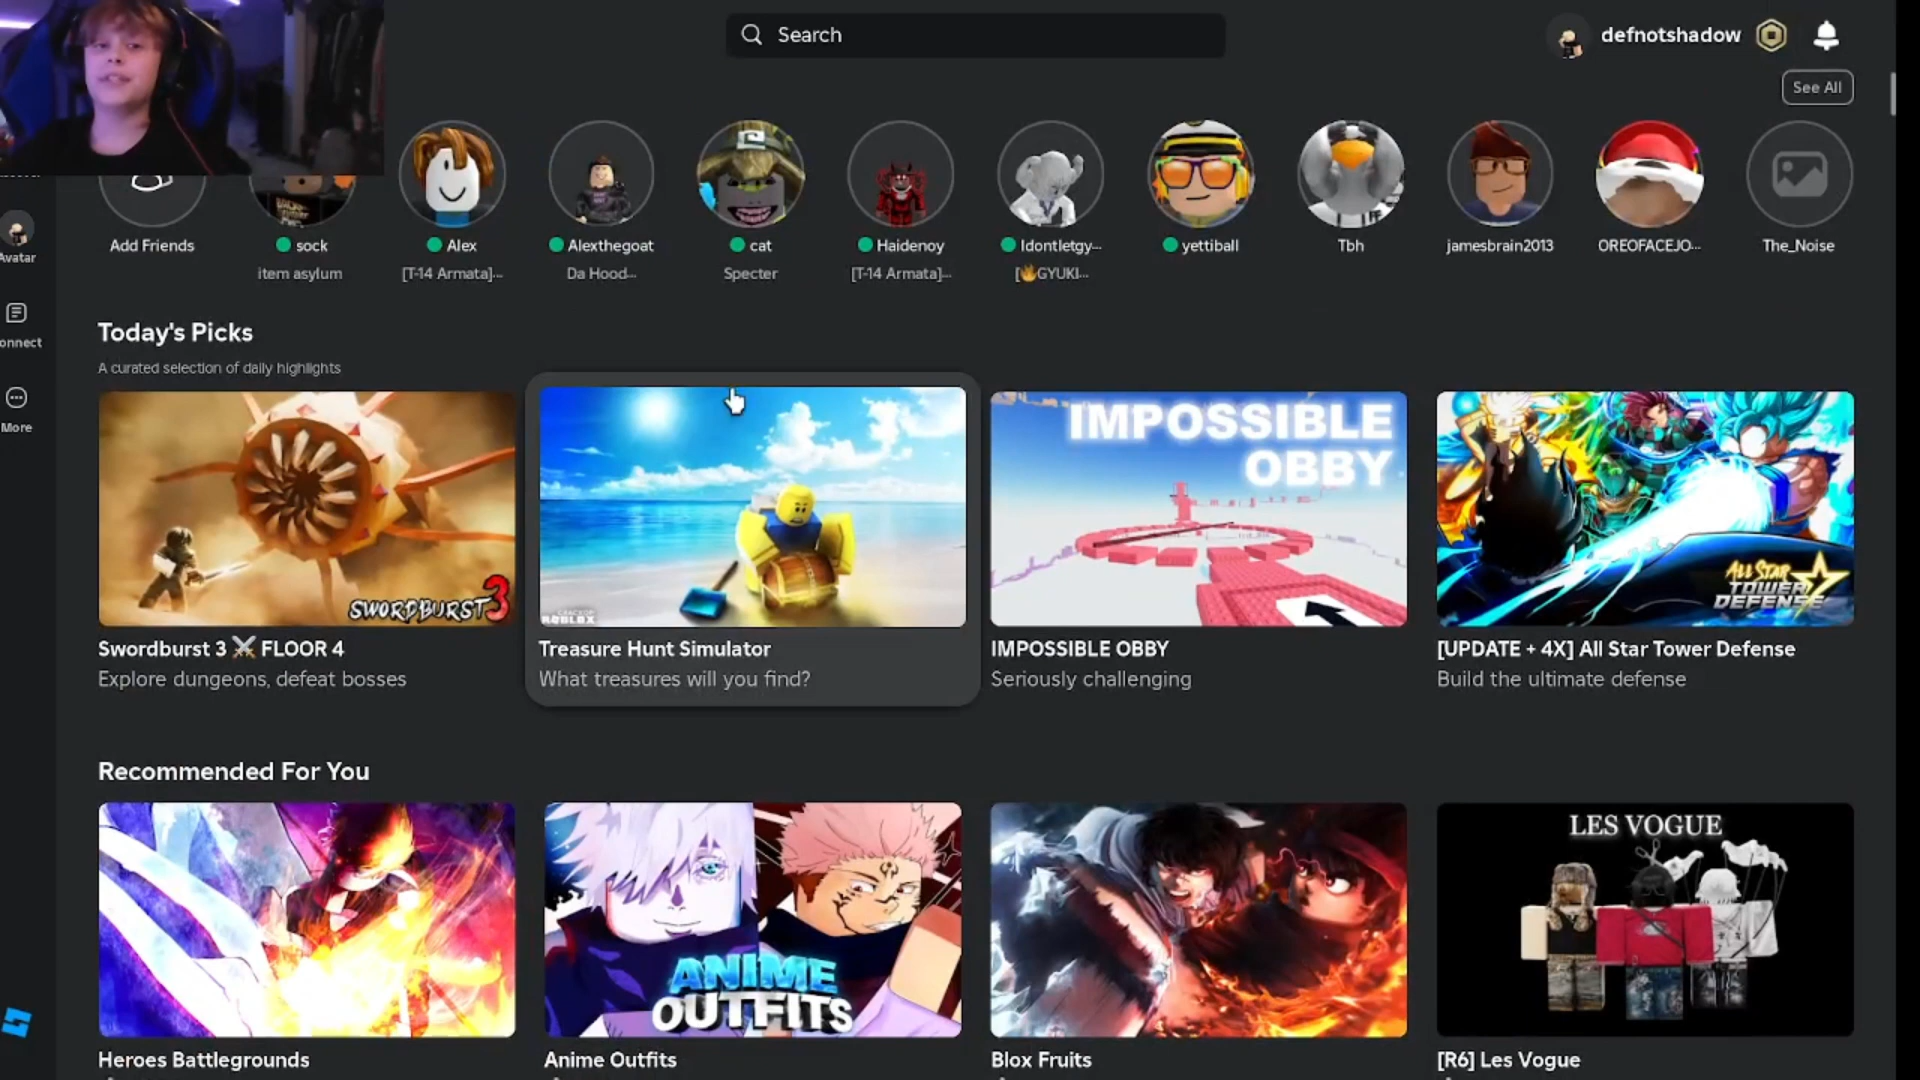 Search
defnotshadow
See All
Add Friends
sock
Alex
Alexthegoat
cat
Haidenoy
Idontletgy...
yettiball
Tbh
jamesbrain2013
OREOFACEJO...
The_Noise
item asylum
[T-14 Armata]...
Da Hood...
Specter
[T-14 Armata]...
[🔥GYUKI...
Avatar
onnect
More
Today's Picks
A curated selection of daily highlights
SWORDBURST 3
ROBLOX
IMPOSSIBLE
OBBY
ALL STAR
TOWER
DEFENSE
Swordburst 3 ⚔ FLOOR 4
Explore dungeons, defeat bosses
Treasure Hunt Simulator
What treasures will you find?
IMPOSSIBLE OBBY
Seriously challenging
[UPDATE + 4X] All Star Tower Defense
Build the ultimate defense
Recommended For You
ANIME
OUTFITS
LES VOGUE
Heroes Battlegrounds
Anime Outfits
Blox Fruits
[R6] Les Vogue